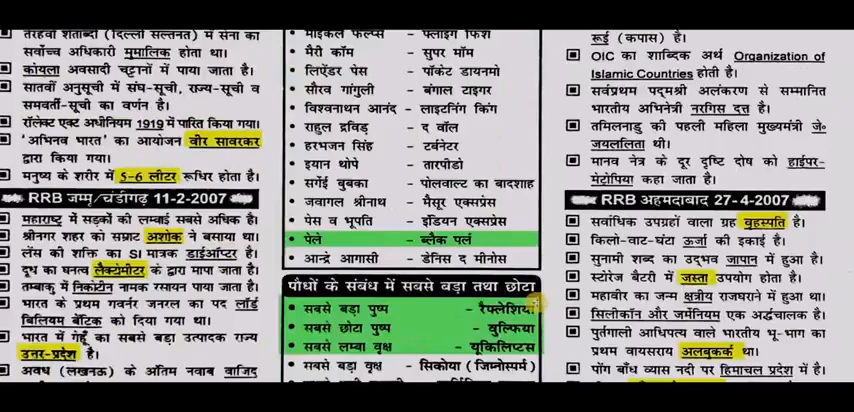 तेरहवीं शताब्दी (दिल्ली सल्तनत) में सेना का
सर्वोच्च अधिकारी मुमालिक होता था।
कोयला अवसादी चट्टानों में पाया जाता है।
सातवीं अनुसूची में संघ-सूची, राज्य-सूची व
समवर्ती-सूची का वर्णन है।
रॉलेक्ट एक्ट अधीनियम 1919 में पारित किया गया।
'अभिनव भारत' का आयोजन वीर सावरकर
द्वारा किया गया।
मनुष्य के शरीर में 5-6 लीटर रूधिर होता है।
RRB जम्मू/चंडीगढ़ 11-2-2007
महाराष्ट्र में सड़कों की लम्बाई सबसे अधिक है।
श्रीनगर शहर को सम्राट अशोक ने बसाया था।
लेंस की शक्ति का SI मात्रक डाईऑप्टर है।
दूध का घनत्व लैक्टोमीटर के द्वारा मापा जाता है।
तम्बाकु में निकोटीन नामक रसायन पाया जाता है।
भारत के प्रथम गवर्नर जनरल का पद लॉर्ड
बिलियम बेंटिक को दिया गया था।
भारत में गेहूँ का सबसे बड़ा उत्पादक राज्य
उत्तर-प्रदेश है।
अवध (लखनऊ) के अंतिम नवाब वाजिद
माइकल फेल्प्स - फ्लाइंग फिश
मैरी कॉम - सुपर मॉम
लिऐंडर पेस - पॉकेट डायनमो
सौरव गांगुली - बंगाल टाइगर
विश्वनाथन आनंद - लाइटनिंग किंग
राहुल द्रविड़ - द वॉल
हरभजन सिंह - टर्बनेटर
इयान थोपे - तारपीडो
सर्गेई बुबका - पोलवाल्ट का बादशाह
जवागल श्रीनाथ - मैसूर एक्सप्रेस
पेस व भूपति - इंडियन एक्सप्रेस
पेले - ब्लैक पर्ल
आन्द्रे आगासी - डेनिस द मीनोस
पौधों के संबंध में सबसे बड़ा तथा छोटा
सबसे बड़ा पुष्प - रैफ्लेशिया
सबसे छोटा पुष्प - वुल्फिया
सबसे लम्बा वृक्ष - यूकिलिप्टस
सबसे बड़ा वृक्ष - सिकोया (जिम्नोस्पर्म)
रूई (कपास) है।
OIC का शाब्दिक अर्थ Organization of
Islamic Countries होती है।
सर्वप्रथम पद्मश्री अलंकरण से सम्मानित
भारतीय अभिनेत्री नरगिस दत्त है।
तमिलनाडु की पहली महिला मुख्यमंत्री जे०
जयललिता थी।
मानव नेत्र के दूर दृष्टि दोष को हाईपर-
मेट्रोपिया कहा जाता है।
RRB अहमदाबाद 27-4-2007
सर्वाधिक उपग्रहों वाला ग्रह वृहस्पति है।
किलो-वाट-घंटा ऊर्जा की इकाई है।
सुनामी शब्द का उद्भव जापान में हुआ है।
स्टोरेज बैटरी में जस्ता उपयोग होता है।
महावीर का जन्म क्षत्रीय राजघराने में हुआ था।
सिलीकॉन और जर्मेनियम एक अर्द्धचालक है।
पुर्तगाली आधिपत्य वाले भारतीय भू-भाग का
प्रथम वायसराय अलबुकर्क था।
पोंग बाँध व्यास नदी पर हिमाचल प्रदेश में है।